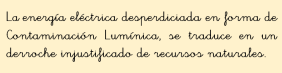 La energía eléctrica desperdiciada en forma de
Contaminación Lumínica, se traduce en un
derroche injustificado de recursos naturales.